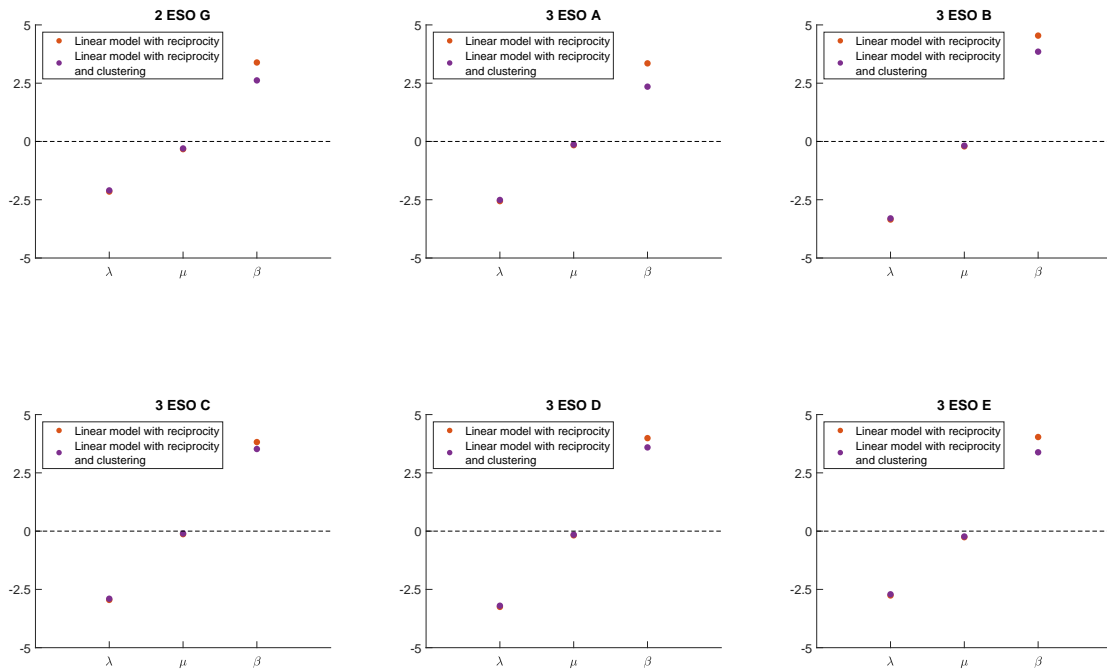 2 ESO G
5
2.5
0
-2.5
-5
Linear model with reciprocity
Linear model with reciprocity
and clustering
λ μ β
3 ESO A
5
2.5
0
-2.5
-5
Linear model with reciprocity
Linear model with reciprocity
and clustering
λ μ β
3 ESO B
5
2.5
0
-2.5
-5
Linear model with reciprocity
Linear model with reciprocity
and clustering
λ μ β
3 ESO C
5
2.5
0
-2.5
-5
Linear model with reciprocity
Linear model with reciprocity
and clustering
λ μ β
3 ESO D
5
2.5
0
-2.5
-5
Linear model with reciprocity
Linear model with reciprocity
and clustering
λ μ β
3 ESO E
5
2.5
0
-2.5
-5
Linear model with reciprocity
Linear model with reciprocity
and clustering
λ μ β